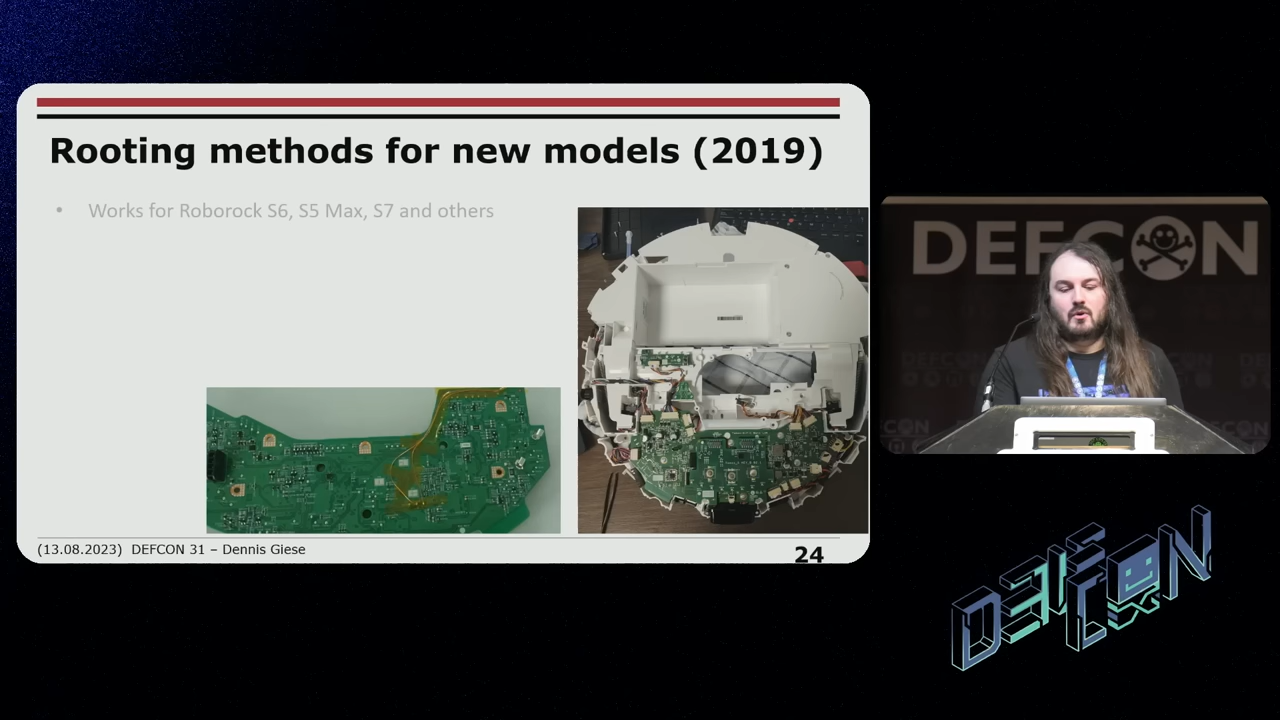 Rooting methods for new models (2019)
• Works for Roborock S6, S5 Max, S7 and others
(13.08.2023) DEFCON 31 – Dennis Giese
24
DEFCON
DEFCON